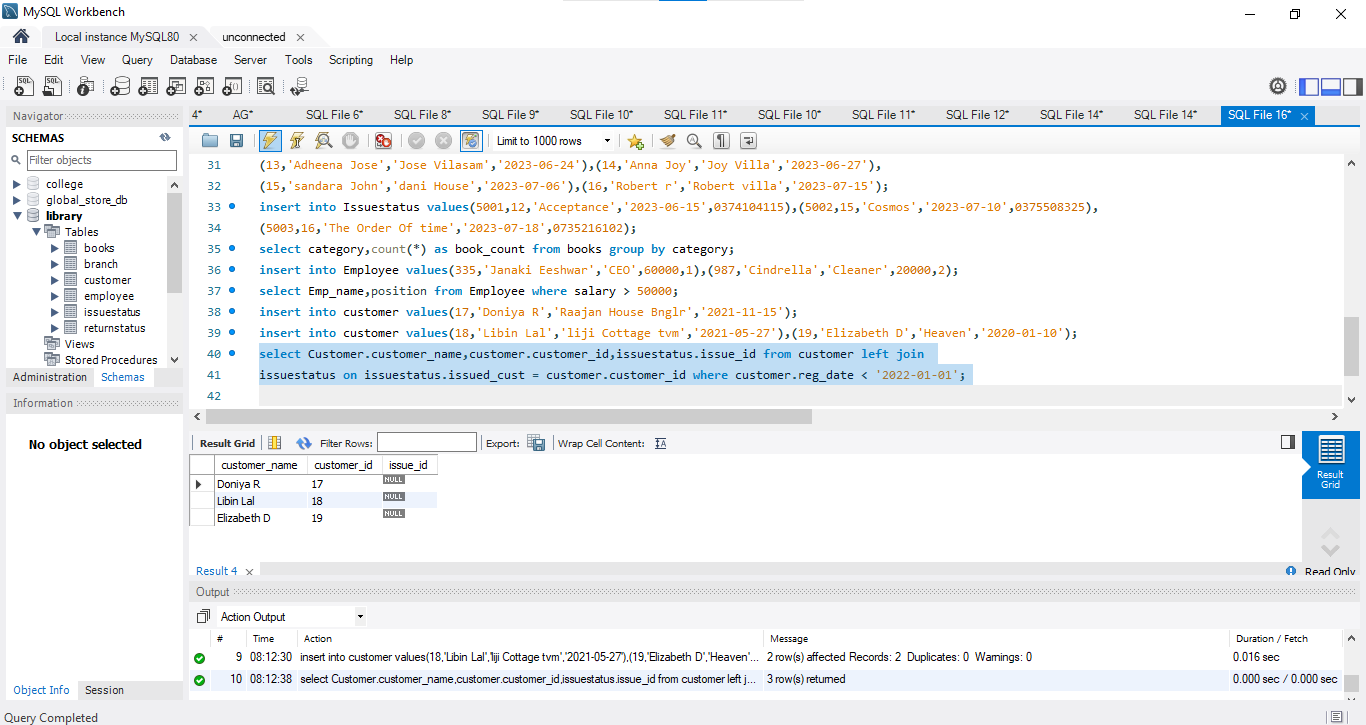 MySQL Workbench
Local instance MySQL80 unconnected
File Edit View Query Database Server Tools Scripting Help
Navigator
SCHEMAS
Filter objects
college
global_store_db
library
Tables
books
branch
customer
employee
issuestatus
returnstatus
Views
Stored Procedures
Administration Schemas
Information
No object selected
Object Info Session
4* AG* SQL File 6* SQL File 8* SQL File 9* SQL File 10* SQL File 11* SQL File 10* SQL File 11* SQL File 12* SQL File 14* SQL File 14* SQL File 16*
Limit to 1000 rows
31 (13,'Adheena Jose','Jose Vilasam','2023-06-24'),(14,'Anna Joy','Joy Villa','2023-06-27'),
32 (15,'sandara John','dani House','2023-07-06'),(16,'Robert r','Robert villa','2023-07-15');
33 insert into Issuestatus values(5001,12,'Acceptance','2023-06-15',0374104115),(5002,15,'Cosmos','2023-07-10',0375508325),
34 (5003,16,'The Order Of time','2023-07-18',0735216102);
35 select category,count(*) as book_count from books group by category;
36 insert into Employee values(335,'Janaki Eeshwar','CEO',60000,1),(987,'Cindrella','Cleaner',20000,2);
37 select Emp_name,position from Employee where salary > 50000;
38 insert into customer values(17,'Doniya R','Raajan House Bnglr','2021-11-15');
39 insert into customer values(18,'Libin Lal','liji Cottage tvm','2021-05-27'),(19,'Elizabeth D','Heaven','2020-01-10');
40 select Customer.customer_name,customer.customer_id,issuestatus.issue_id from customer left join
41 issuestatus on issuestatus.issued_cust = customer.customer_id where customer.reg_date < '2022-01-01';
42
Result Grid Filter Rows: Export: Wrap Cell Content:
customer_name customer_id issue_id
Doniya R 17 NULL
Libin Lal 18 NULL
Elizabeth D 19 NULL
Result Grid
Result 4 Read Only
Output
Action Output
# Time Action Message Duration / Fetch
9 08:12:30 insert into customer values(18,'Libin Lal','liji Cottage tvm','2021-05-27'),(19,'Elizabeth D','Heaven'... 2 row(s) affected Records: 2 Duplicates: 0 Warnings: 0 0.016 sec
10 08:12:38 select Customer.customer_name,customer.customer_id,issuestatus.issue_id from customer left j... 3 row(s) returned 0.000 sec / 0.000 sec
Query Completed